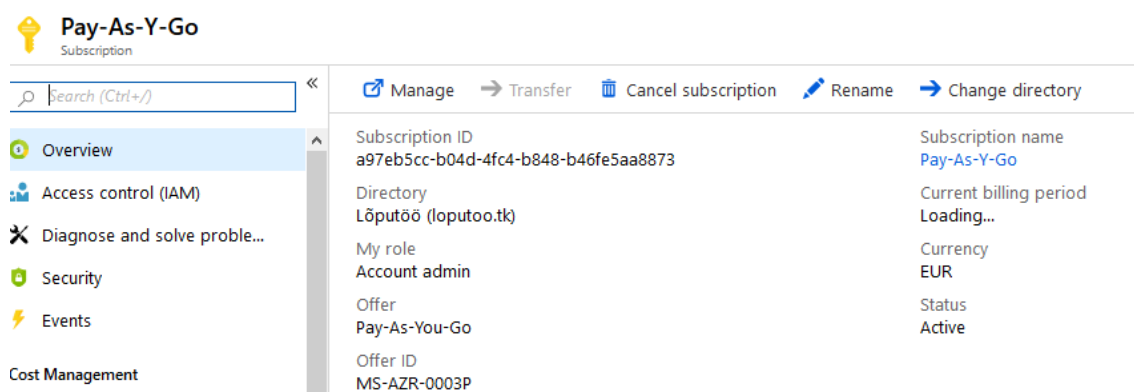 Pay-As-Y-Go
Subscription
Search (Ctrl+/)
«
Overview
Access control (IAM)
Diagnose and solve proble...
Security
Events
Cost Management
Manage
Transfer
Cancel subscription
Rename
Change directory
Subscription ID
a97eb5cc-b04d-4fc4-b848-b46fe5aa8873
Directory
Lõputöö (loputoo.tk)
My role
Account admin
Offer
Pay-As-You-Go
Offer ID
MS-AZR-0003P
Subscription name
Pay-As-Y-Go
Current billing period
Loading...
Currency
EUR
Status
Active